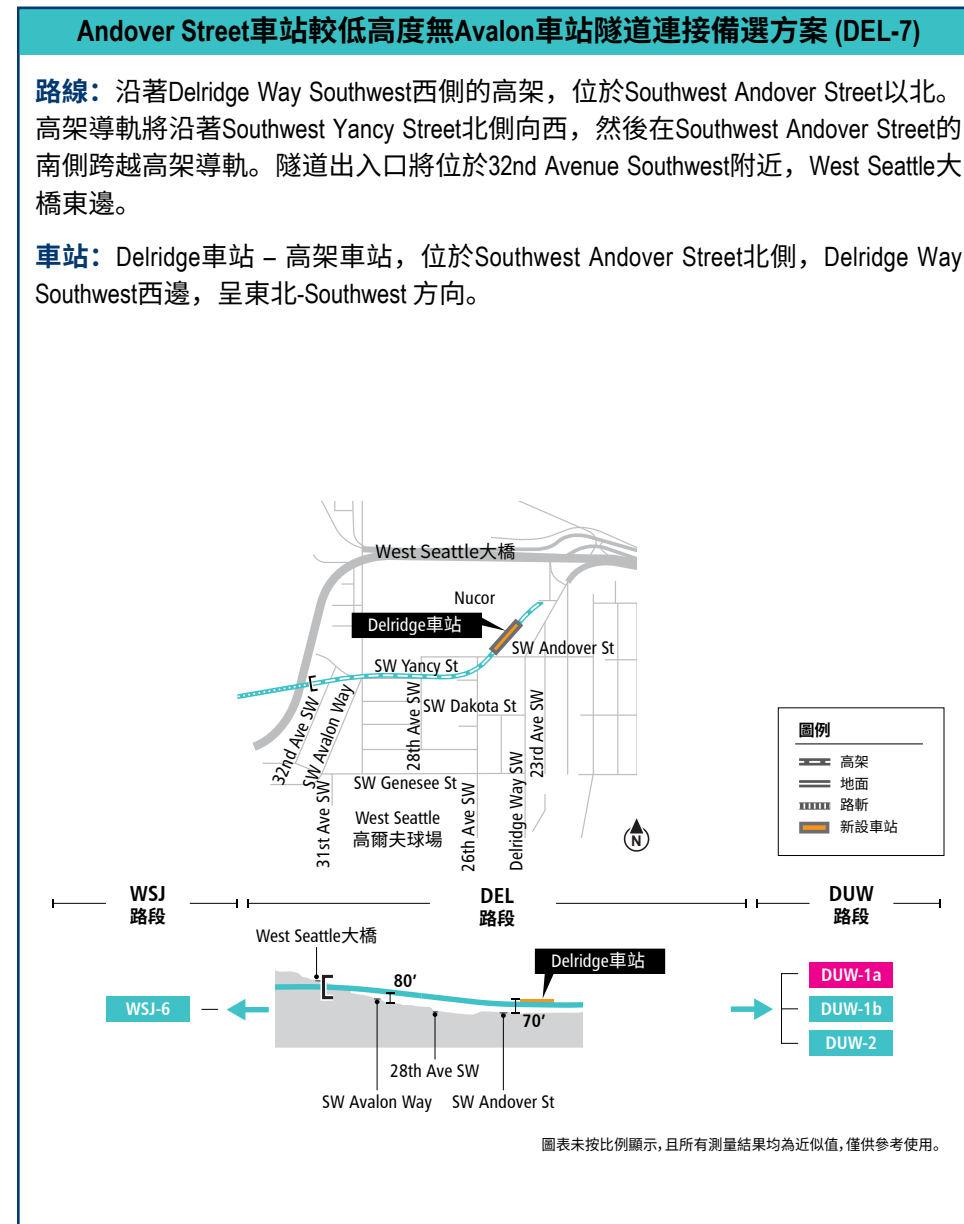 Andover Street車站較低高度無Avalon車站隧道連接備選方案 (DEL-7)
路線：沿著Delridge Way Southwest西側的高架，位於Southwest Andover Street以北。
高架導軌將沿著Southwest Yancy Street北側向西，然後在Southwest Andover Street的
南側跨越高架導軌。隧道出入口將位於32nd Avenue Southwest附近，West Seattle大
橋東邊。
車站：Delridge車站 – 高架車站，位於Southwest Andover Street北側，Delridge Way
Southwest西邊，呈東北-Southwest 方向。
West Seattle大橋
Nucor
Delridge車站
SW Andover St
SW Yancy St
32nd Ave SW
SW Avalon Way
28th Ave SW
SW Dakota St
23rd Ave SW
SW Genesee St
31st Ave SW
West Seattle
高爾夫球場
26th Ave SW
Delridge Way SW
N
圖例
高架
地面
路斬
新設車站
WSJ
路段
DEL
路段
DUW
路段
West Seattle大橋
Delridge車站
80‘
70’
WSJ-6
DUW-1a
DUW-1b
DUW-2
28th Ave SW
SW Avalon Way
SW Andover St
圖表未按比例顯示，且所有測量結果均為近似值，僅供參考使用。